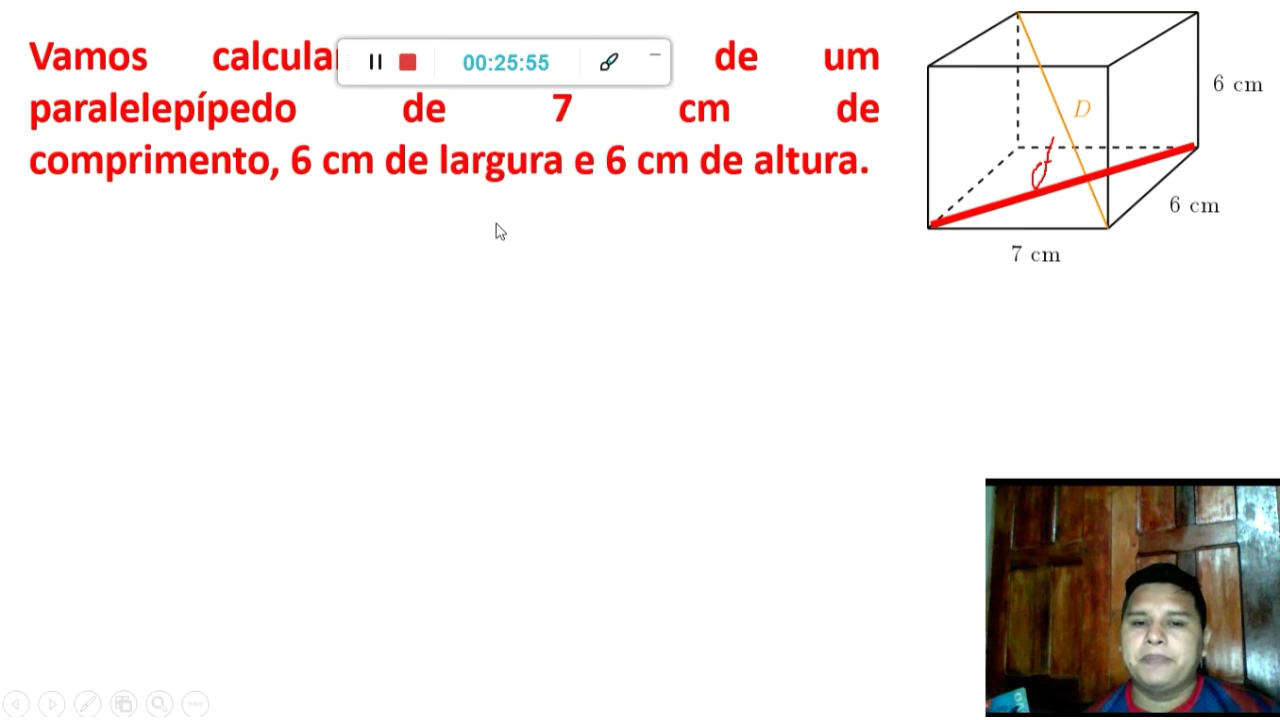 Vamos calcular de um
00:25:55
paralelepípedo de 7 cm de
comprimento, 6 cm de largura e 6 cm de altura.
D
6 cm
d
6 cm
7 cm